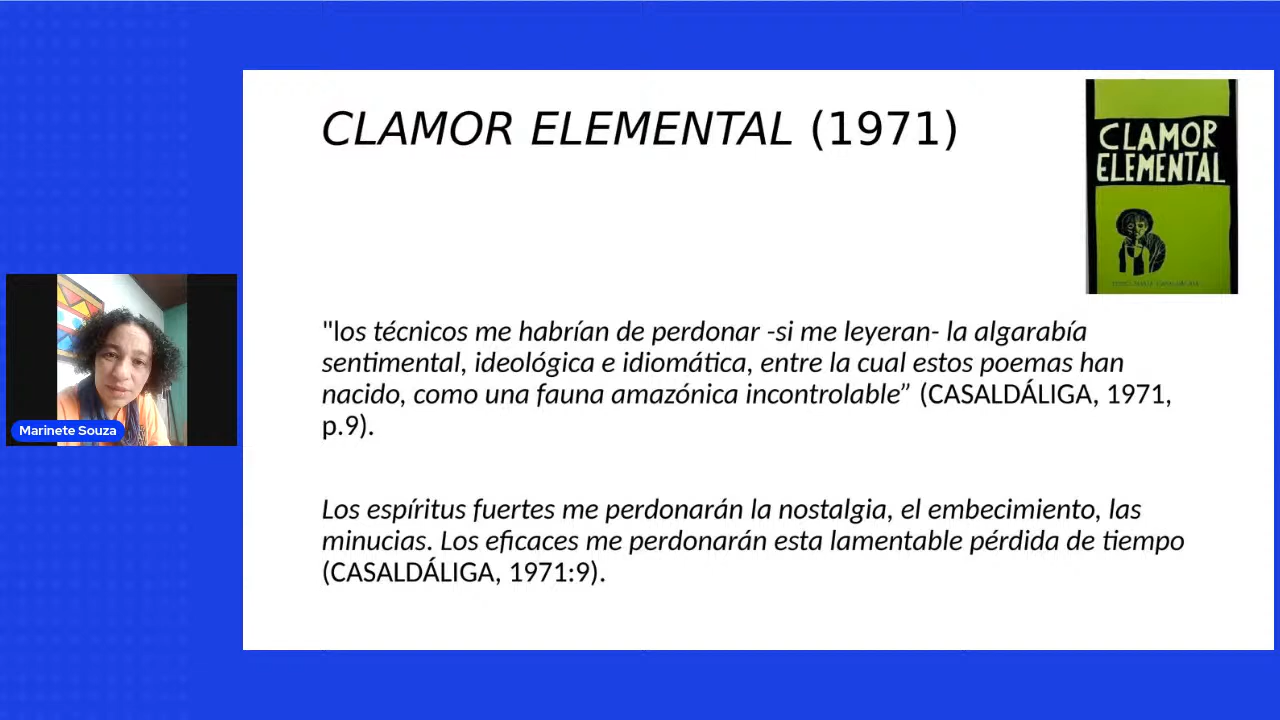 CLAMOR ELEMENTAL (1971)
CLAMOR
ELEMENTAL
"los técnicos me habrían de perdonar -si me leyeran- la algarabía
sentimental, ideológica e idiomática, entre la cual estos poemas han
nacido, como una fauna amazónica incontrolable” (CASALDÁLIGA, 1971,
p.9).
Los espíritus fuertes me perdonarán la nostalgia, el embecimiento, las
minucias. Los eficaces me perdonarán esta lamentable pérdida de tiempo
(CASALDÁLIGA, 1971:9).
Marinete Souza